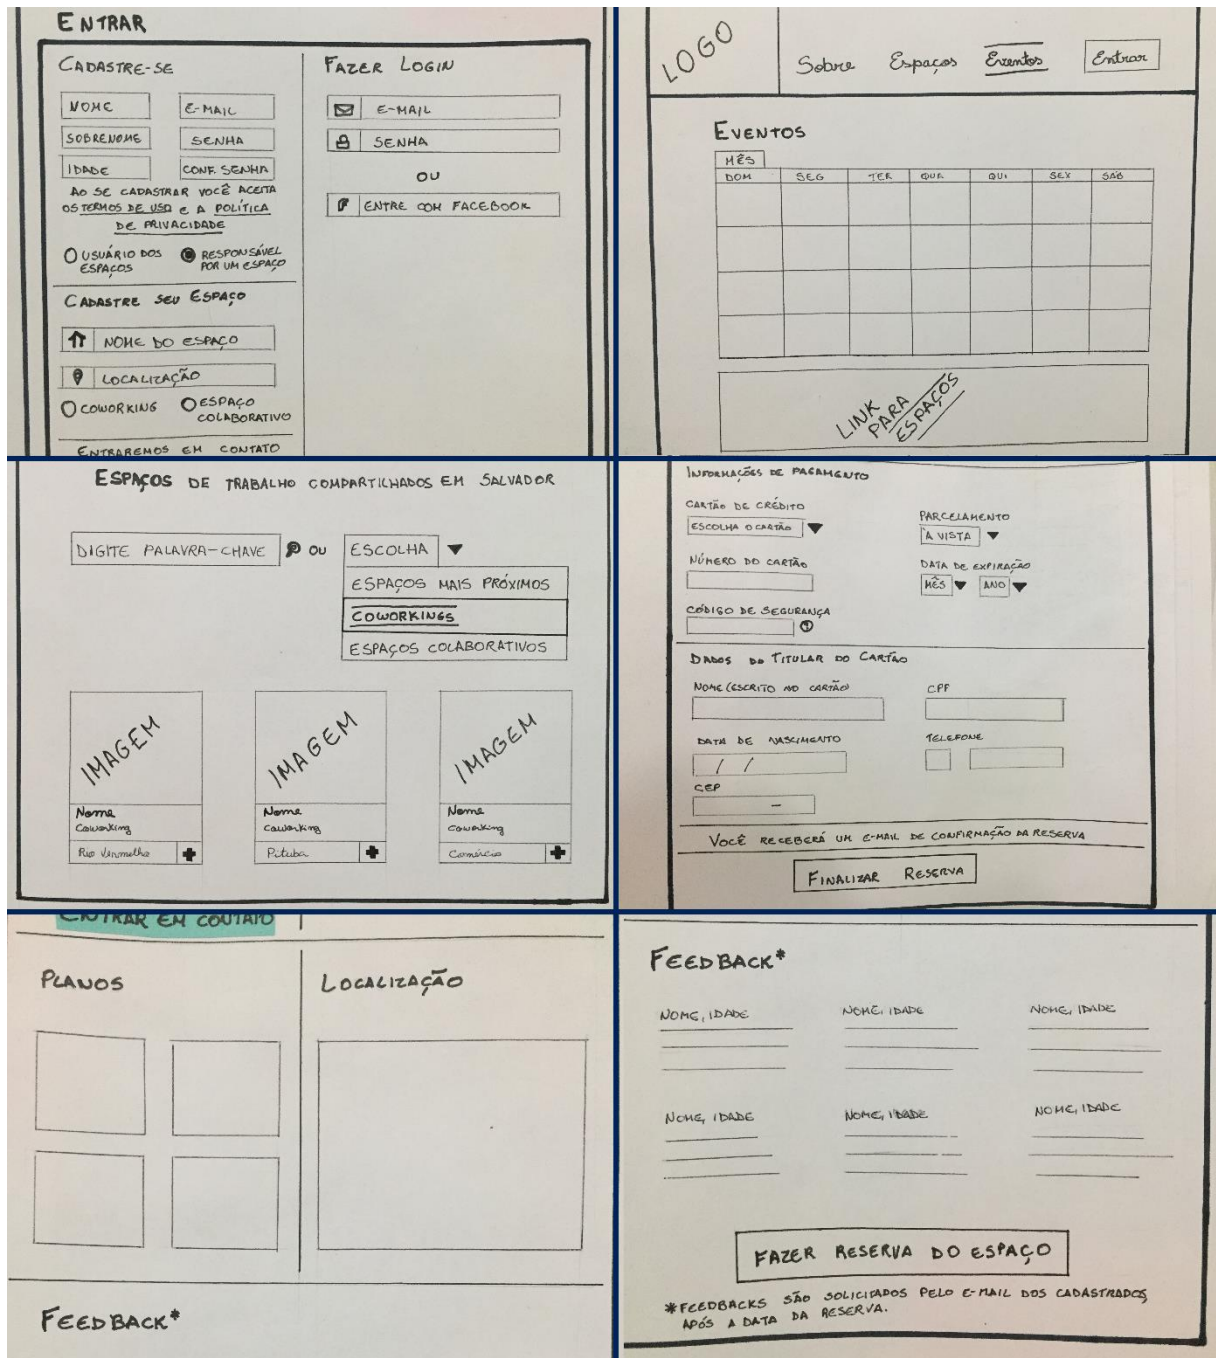 ENTRAR
CADASTRE-SE
NOME
E-MAIL
SOBRENOME
SENHA
IDADE
CONF. SENHA
AO SE CADASTRAR VOCÊ ACEITA
OS TERMOS DE USO E A POLÍTICA
DE PRIVACIDADE
USUÁRIO DOS
ESPAÇOS
RESPONSÁVEL
POR UM ESPAÇO
CADASTRE SEU ESPAÇO
NOME DO ESPAÇO
LOCALIZAÇÃO
COWORKING
ESPAÇO
COLABORATIVO
ENTRAREMOS EM CONTATO
FAZER LOGIN
E-MAIL
SENHA
OU
ENTRE COM FACEBOOK
LOGO
Sobre Espaços Eventos Entrar
EVENTOS
MÊS
DOM SEG TER QUA QUI SEX SÁB
LINK
PARA
ESPAÇOS
ESPAÇOS DE TRABALHO COMPARTILHADOS EM SALVADOR
DIGITE PALAVRA-CHAVE OU ESCOLHA
ESPAÇOS MAIS PRÓXIMOS
COWORKINGS
ESPAÇOS COLABORATIVOS
IMAGEM
Nome
Coworking
Rio Vermelho
IMAGEM
Nome
Coworking
Pituba
IMAGEM
Nome
Coworking
Comércio
INFORMAÇÕES DE PAGAMENTO
CARTÃO DE CRÉDITO
ESCOLHA O CARTÃO
PARCELAMENTO
À VISTA
NÚMERO DO CARTÃO
DATA DE EXPIRAÇÃO
MÊS ANO
CÓDIGO DE SEGURANÇA
DADOS DO TITULAR DO CARTÃO
NOME (ESCRITO NO CARTÃO)
CPF
DATA DE NASCIMENTO
/ /
TELEFONE
CEP
-
VOCÊ RECEBERÁ UM E-MAIL DE CONFIRMAÇÃO DA RESERVA
FINALIZAR RESERVA
ENTRAR EM CONTATO
PLANOS
LOCALIZAÇÃO
FEEDBACK*
FEEDBACK*
NOME, IDADE
NOME, IDADE
NOME, IDADE
NOME, IDADE
NOME, IDADE
NOME, IDADE
FAZER RESERVA DO ESPAÇO
*FEEDBACKS SÃO SOLICITADOS PELO E-MAIL DOS CADASTRADOS,
APÓS A DATA DA RESERVA.